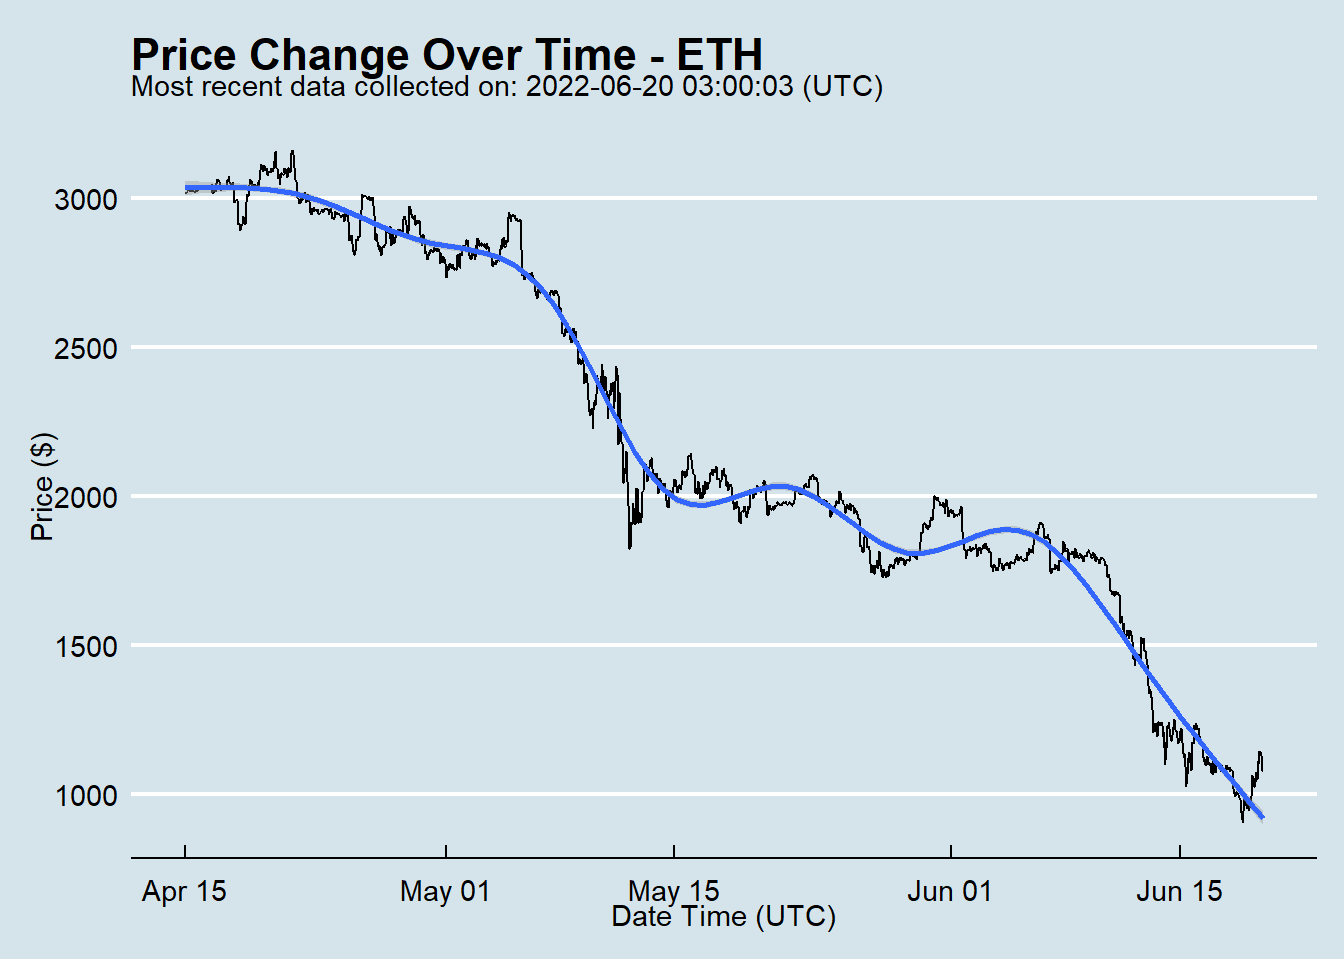 Price Change Over Time - ETH
Most recent data collected on: 2022-06-20 03:00:03 (UTC)
Price ($)
3000
2500
2000
1500
1000
Apr 15
May 01
May 15
Jun 01
Jun 15
Date Time (UTC)